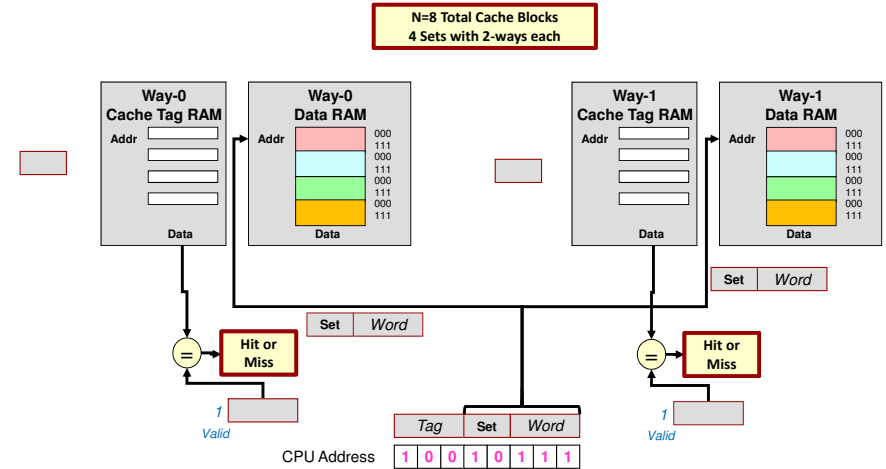 N=8 Total Cache Blocks
4 Sets with 2-ways each
Way-0
Cache Tag RAM
Addr
Data
Way-0
Data RAM
Addr
000
111
000
111
000
111
000
111
Data
Way-1
Cache Tag RAM
Addr
Data
Way-1
Data RAM
Addr
000
111
000
111
000
111
000
111
Data
Set Word
Set Word
=
Hit or
Miss
=
Hit or
Miss
1
Valid
1
Valid
Tag Set Word
CPU Address 1 0 0 1 0 1 1 1